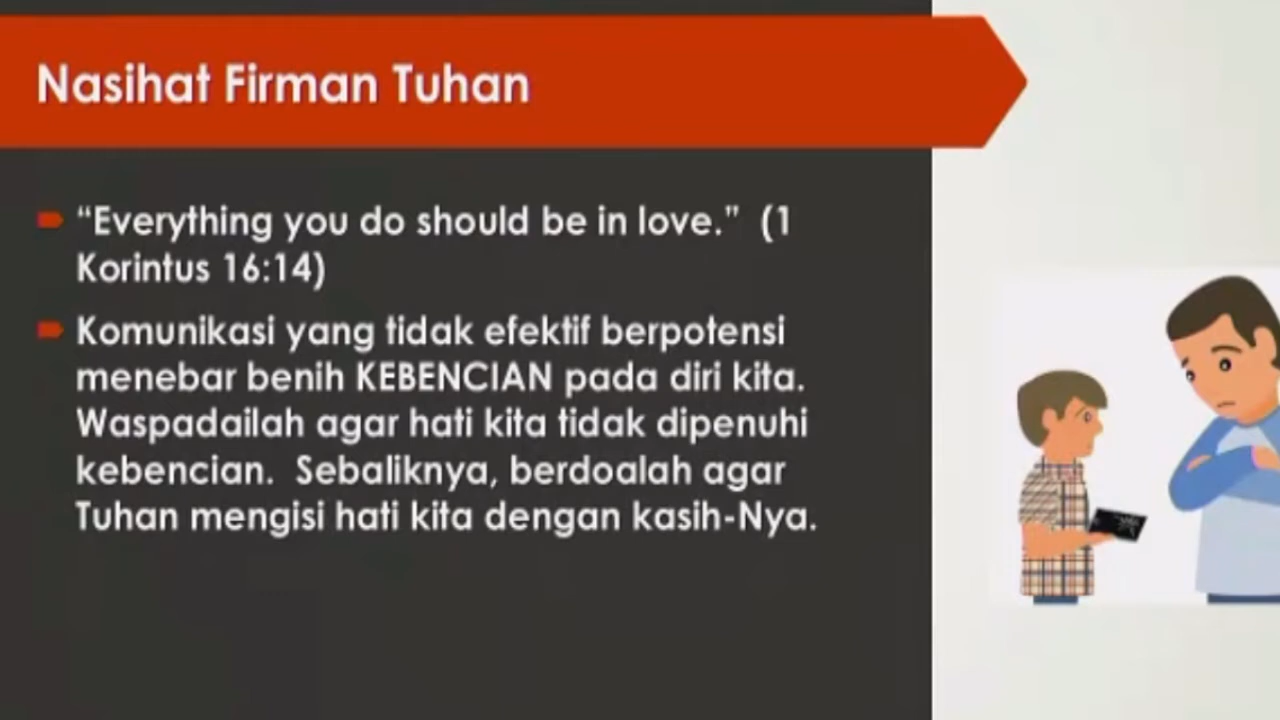 Nasihat Firman Tuhan
“Everything you do should be in love.”  (1
Korintus 16:14)
Komunikasi yang tidak efektif berpotensi
menebar benih KEBENCIAN pada diri kita.
Waspadailah agar hati kita tidak dipenuhi
kebencian.  Sebaliknya, berdoalah agar
Tuhan mengisi hati kita dengan kasih-Nya.